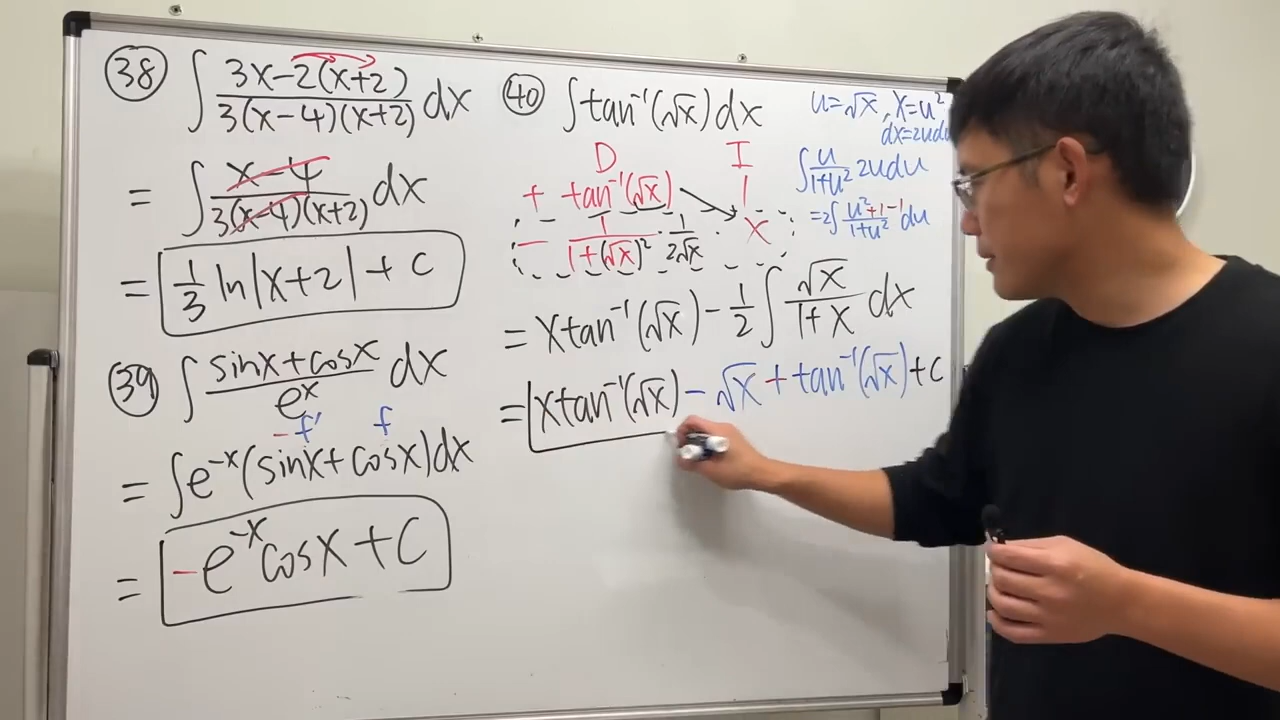 38 ∫ (3x-2(x+2))/(3(x-4)(x+2)) dx
= ∫ (x-4)/(3(x-4)(x+2)) dx
= 1/3 ln|x+2| + C
39 ∫ (sinx+cosx)/e^x dx
-f' f
= ∫e^-x(sinx+cosx)dx
= -e^-x cosx + C
40 ∫tan⁻¹(√x)dx
D I
+ tan⁻¹(√x) 1
- 1/(1+(√x)²) · 1/(2√x) · x
= xtan⁻¹(√x) - 1/2 ∫ √x/(1+x) dx
= xtan⁻¹(√x) - √x + tan⁻¹(√x) + C
u=√x, x=u²
dx=2udu
∫ u/(1+u²) 2udu
=2∫ (u²+1-1)/(1+u²) du